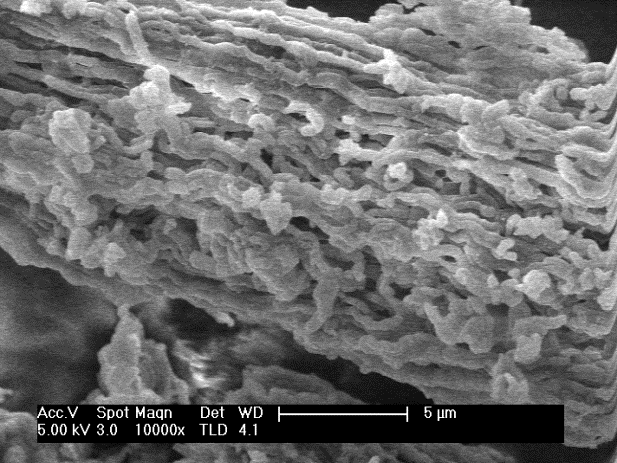 Acc.V Spot Magn Det WD 5 µm
5.00 kV 3.0 10000x TLD 4.1